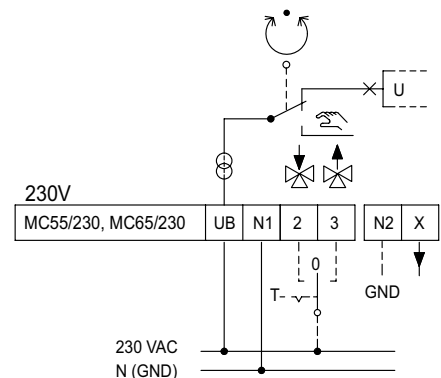 U
230V
MC55/230, MC65/230 UB N1 2 3 N2 X
0
T
GND
230 VAC
N (GND)